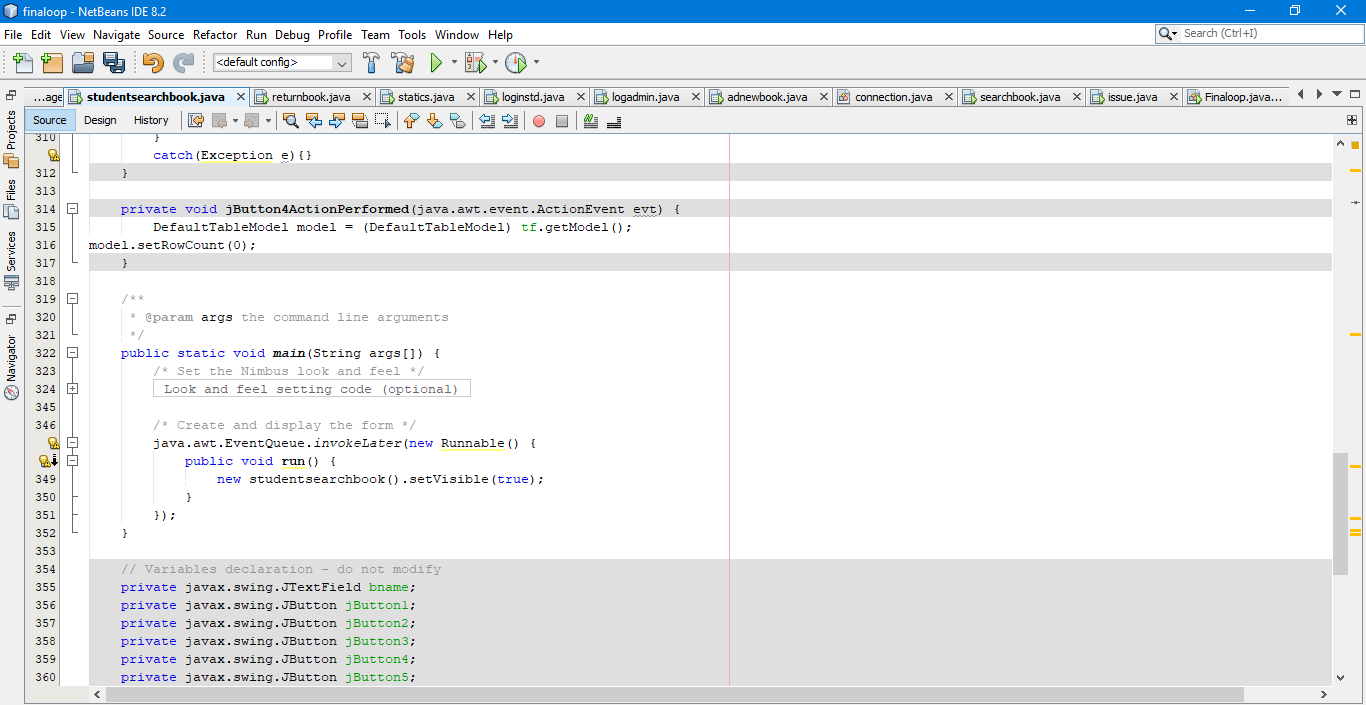 finaloop - NetBeans IDE 8.2
File Edit View Navigate Source Refactor Run Debug Profile Team Tools Window Help
Search (Ctrl+I)
<default config>
...age studentsearchbook.java returnbook.java statics.java loginstd.java logadmin.java adnewbook.java connection.java searchbook.java issue.java Finaloop.java...
Source Design History
Projects
Files
Services
Navigator
310 }
catch(Exception e){}
312 }
313
314 private void jButton4ActionPerformed(java.awt.event.ActionEvent evt) {
315 DefaultTableModel model = (DefaultTableModel) tf.getModel();
316 model.setRowCount(0);
317 }
318
319 /**
320 * @param args the command line arguments
321 */
322 public static void main(String args[]) {
323 /* Set the Nimbus look and feel */
324 Look and feel setting code (optional)
345
346 /* Create and display the form */
java.awt.EventQueue.invokeLater(new Runnable() {
public void run() {
349 new studentsearchbook().setVisible(true);
350 }
351 });
352 }
353
354 // Variables declaration - do not modify
355 private javax.swing.JTextField bname;
356 private javax.swing.JButton jButton1;
357 private javax.swing.JButton jButton2;
358 private javax.swing.JButton jButton3;
359 private javax.swing.JButton jButton4;
360 private javax.swing.JButton jButton5;